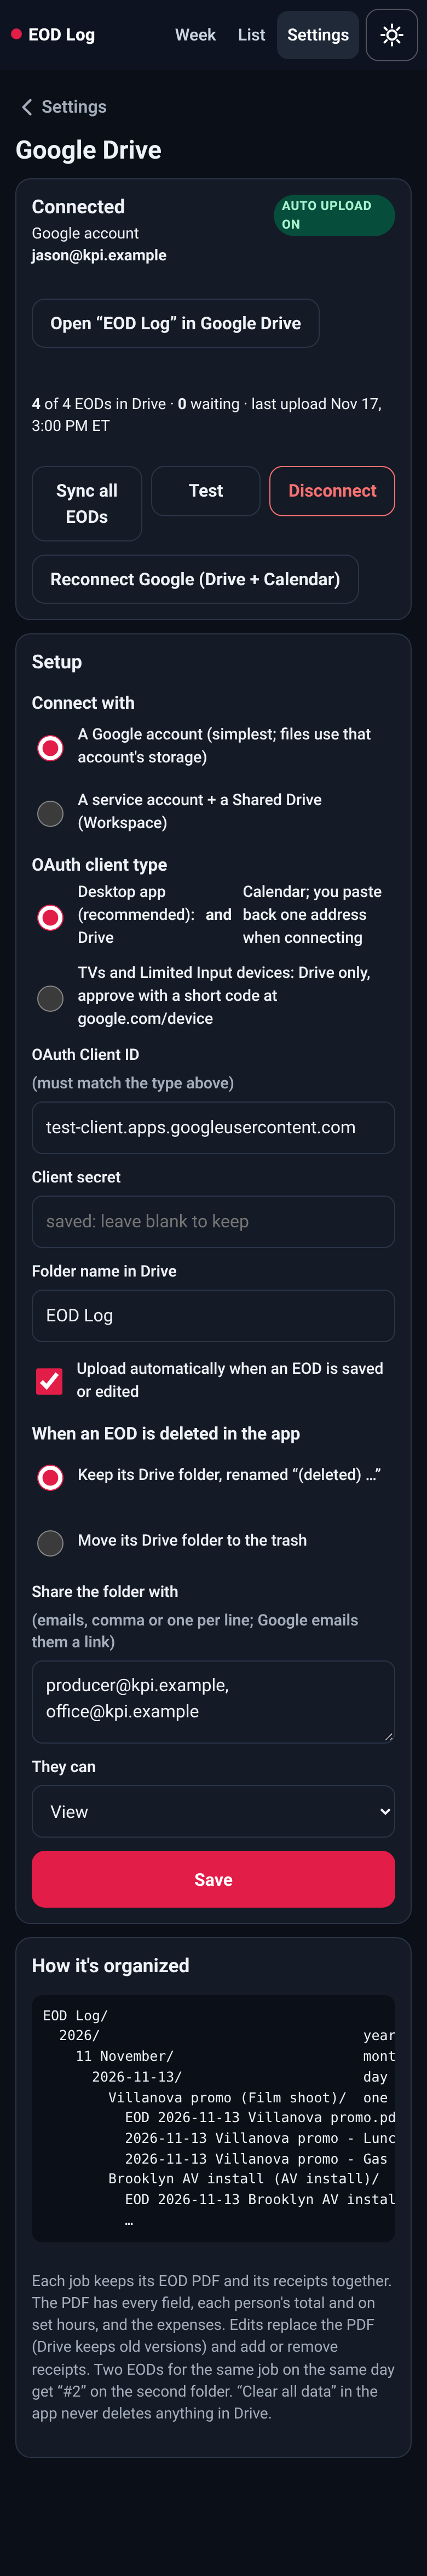 EOD Log
Week
List
Settings
Settings
Google Drive
Connected
Google account
jason@kpi.example
AUTO UPLOAD
ON
Open “EOD Log” in Google Drive
4 of 4 EODs in Drive · 0 waiting · last upload Nov 17,
3:00 PM ET
Sync all
EODs
Test
Disconnect
Reconnect Google (Drive + Calendar)
Setup
Connect with
A Google account (simplest; files use that
account's storage)
A service account + a Shared Drive
(Workspace)
OAuth client type
Desktop app
(recommended):
Drive
and
Calendar; you paste
back one address
when connecting
TVs and Limited Input devices: Drive only,
approve with a short code at
google.com/device
OAuth Client ID
(must match the type above)
test-client.apps.googleusercontent.com
Client secret
saved: leave blank to keep
Folder name in Drive
EOD Log
Upload automatically when an EOD is saved
or edited
When an EOD is deleted in the app
Keep its Drive folder, renamed “(deleted) …”
Move its Drive folder to the trash
Share the folder with
(emails, comma or one per line; Google emails
them a link)
producer@kpi.example,
office@kpi.example
They can
View
Save
How it's organized
EOD Log/
2026/ year
11 November/ mont
2026-11-13/ day
Villanova promo (Film shoot)/ one
EOD 2026-11-13 Villanova promo.pd
2026-11-13 Villanova promo - Lunc
2026-11-13 Villanova promo - Gas
Brooklyn AV install (AV install)/
EOD 2026-11-13 Brooklyn AV instal
…
Each job keeps its EOD PDF and its receipts together.
The PDF has every field, each person's total and on
set hours, and the expenses. Edits replace the PDF
(Drive keeps old versions) and add or remove
receipts. Two EODs for the same job on the same day
get “#2” on the second folder. “Clear all data” in the
app never deletes anything in Drive.